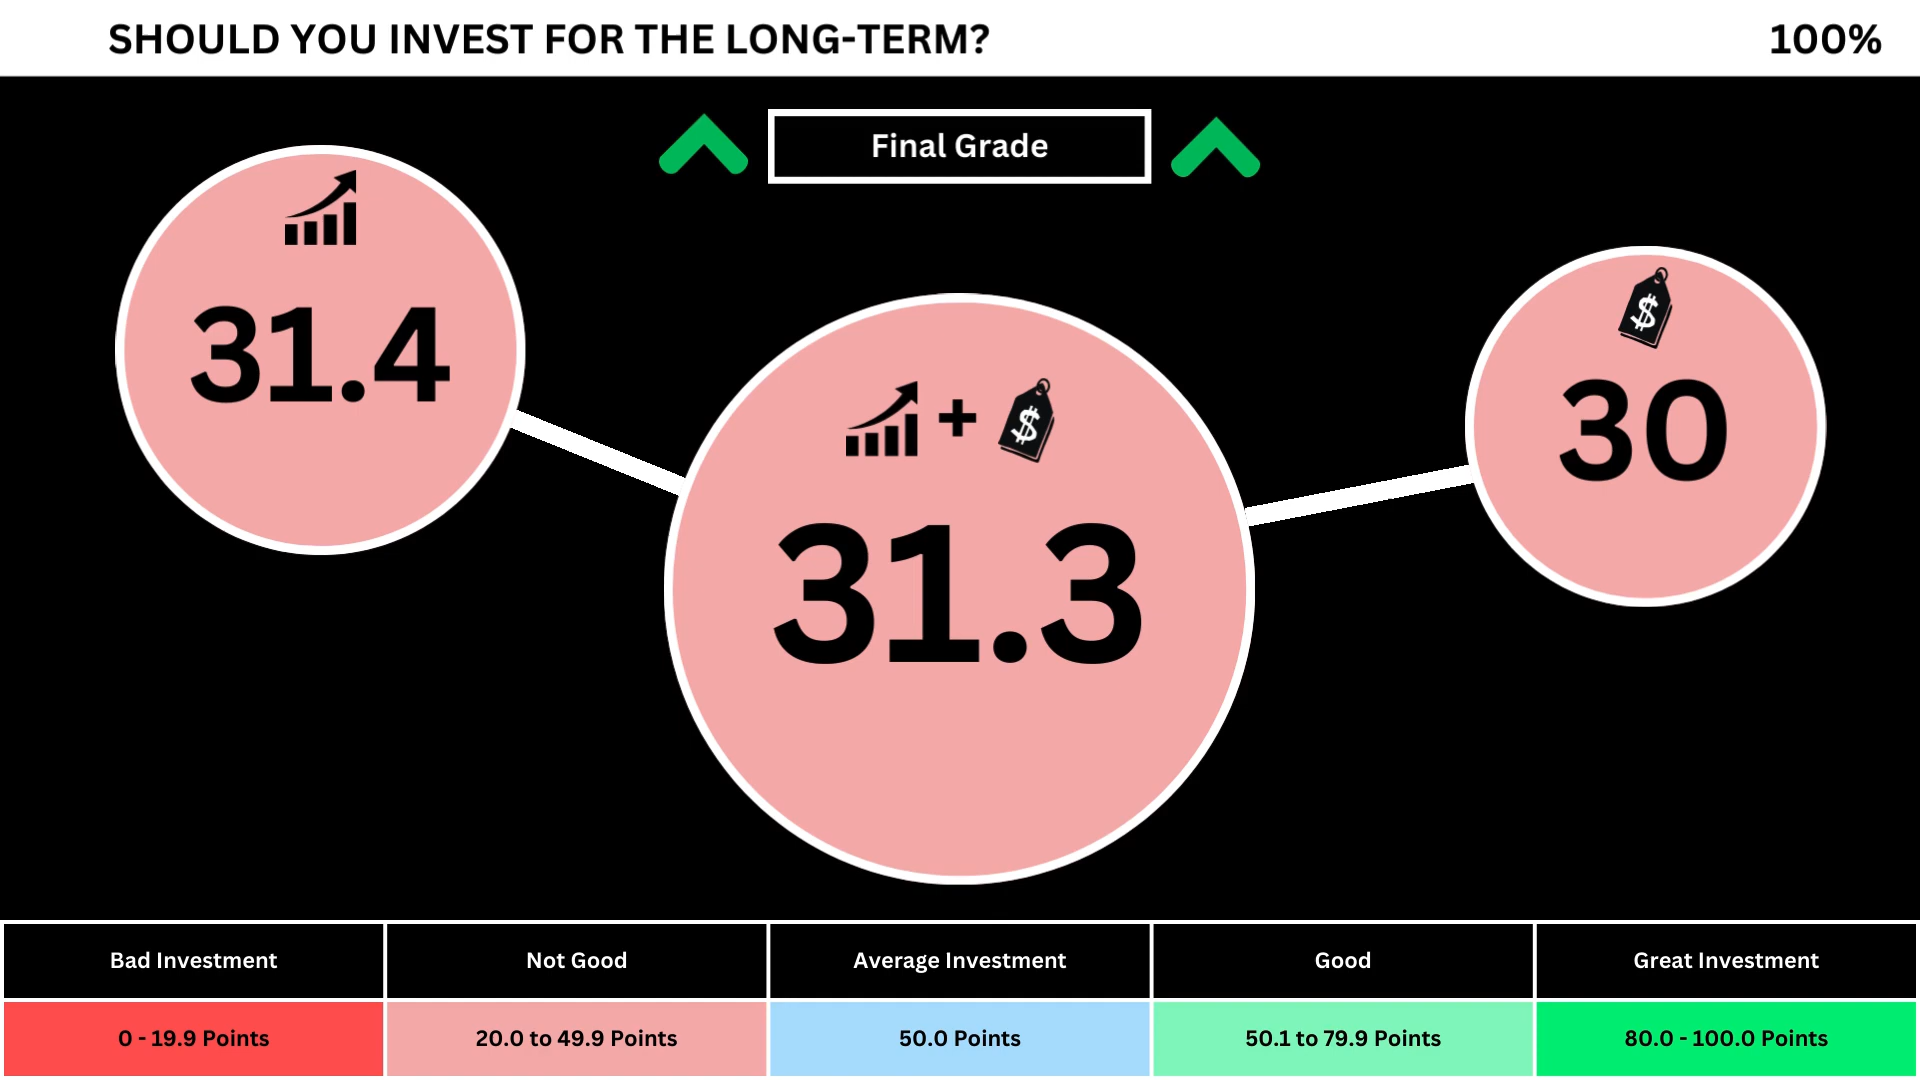 SHOULD YOU INVEST FOR THE LONG-TERM?
100%
Final Grade
31.4
$
30
+ $
31.3
Bad Investment
Not Good
Average Investment
Good
Great Investment
0 - 19.9 Points
20.0 to 49.9 Points
50.0 Points
50.1 to 79.9 Points
80.0 - 100.0 Points